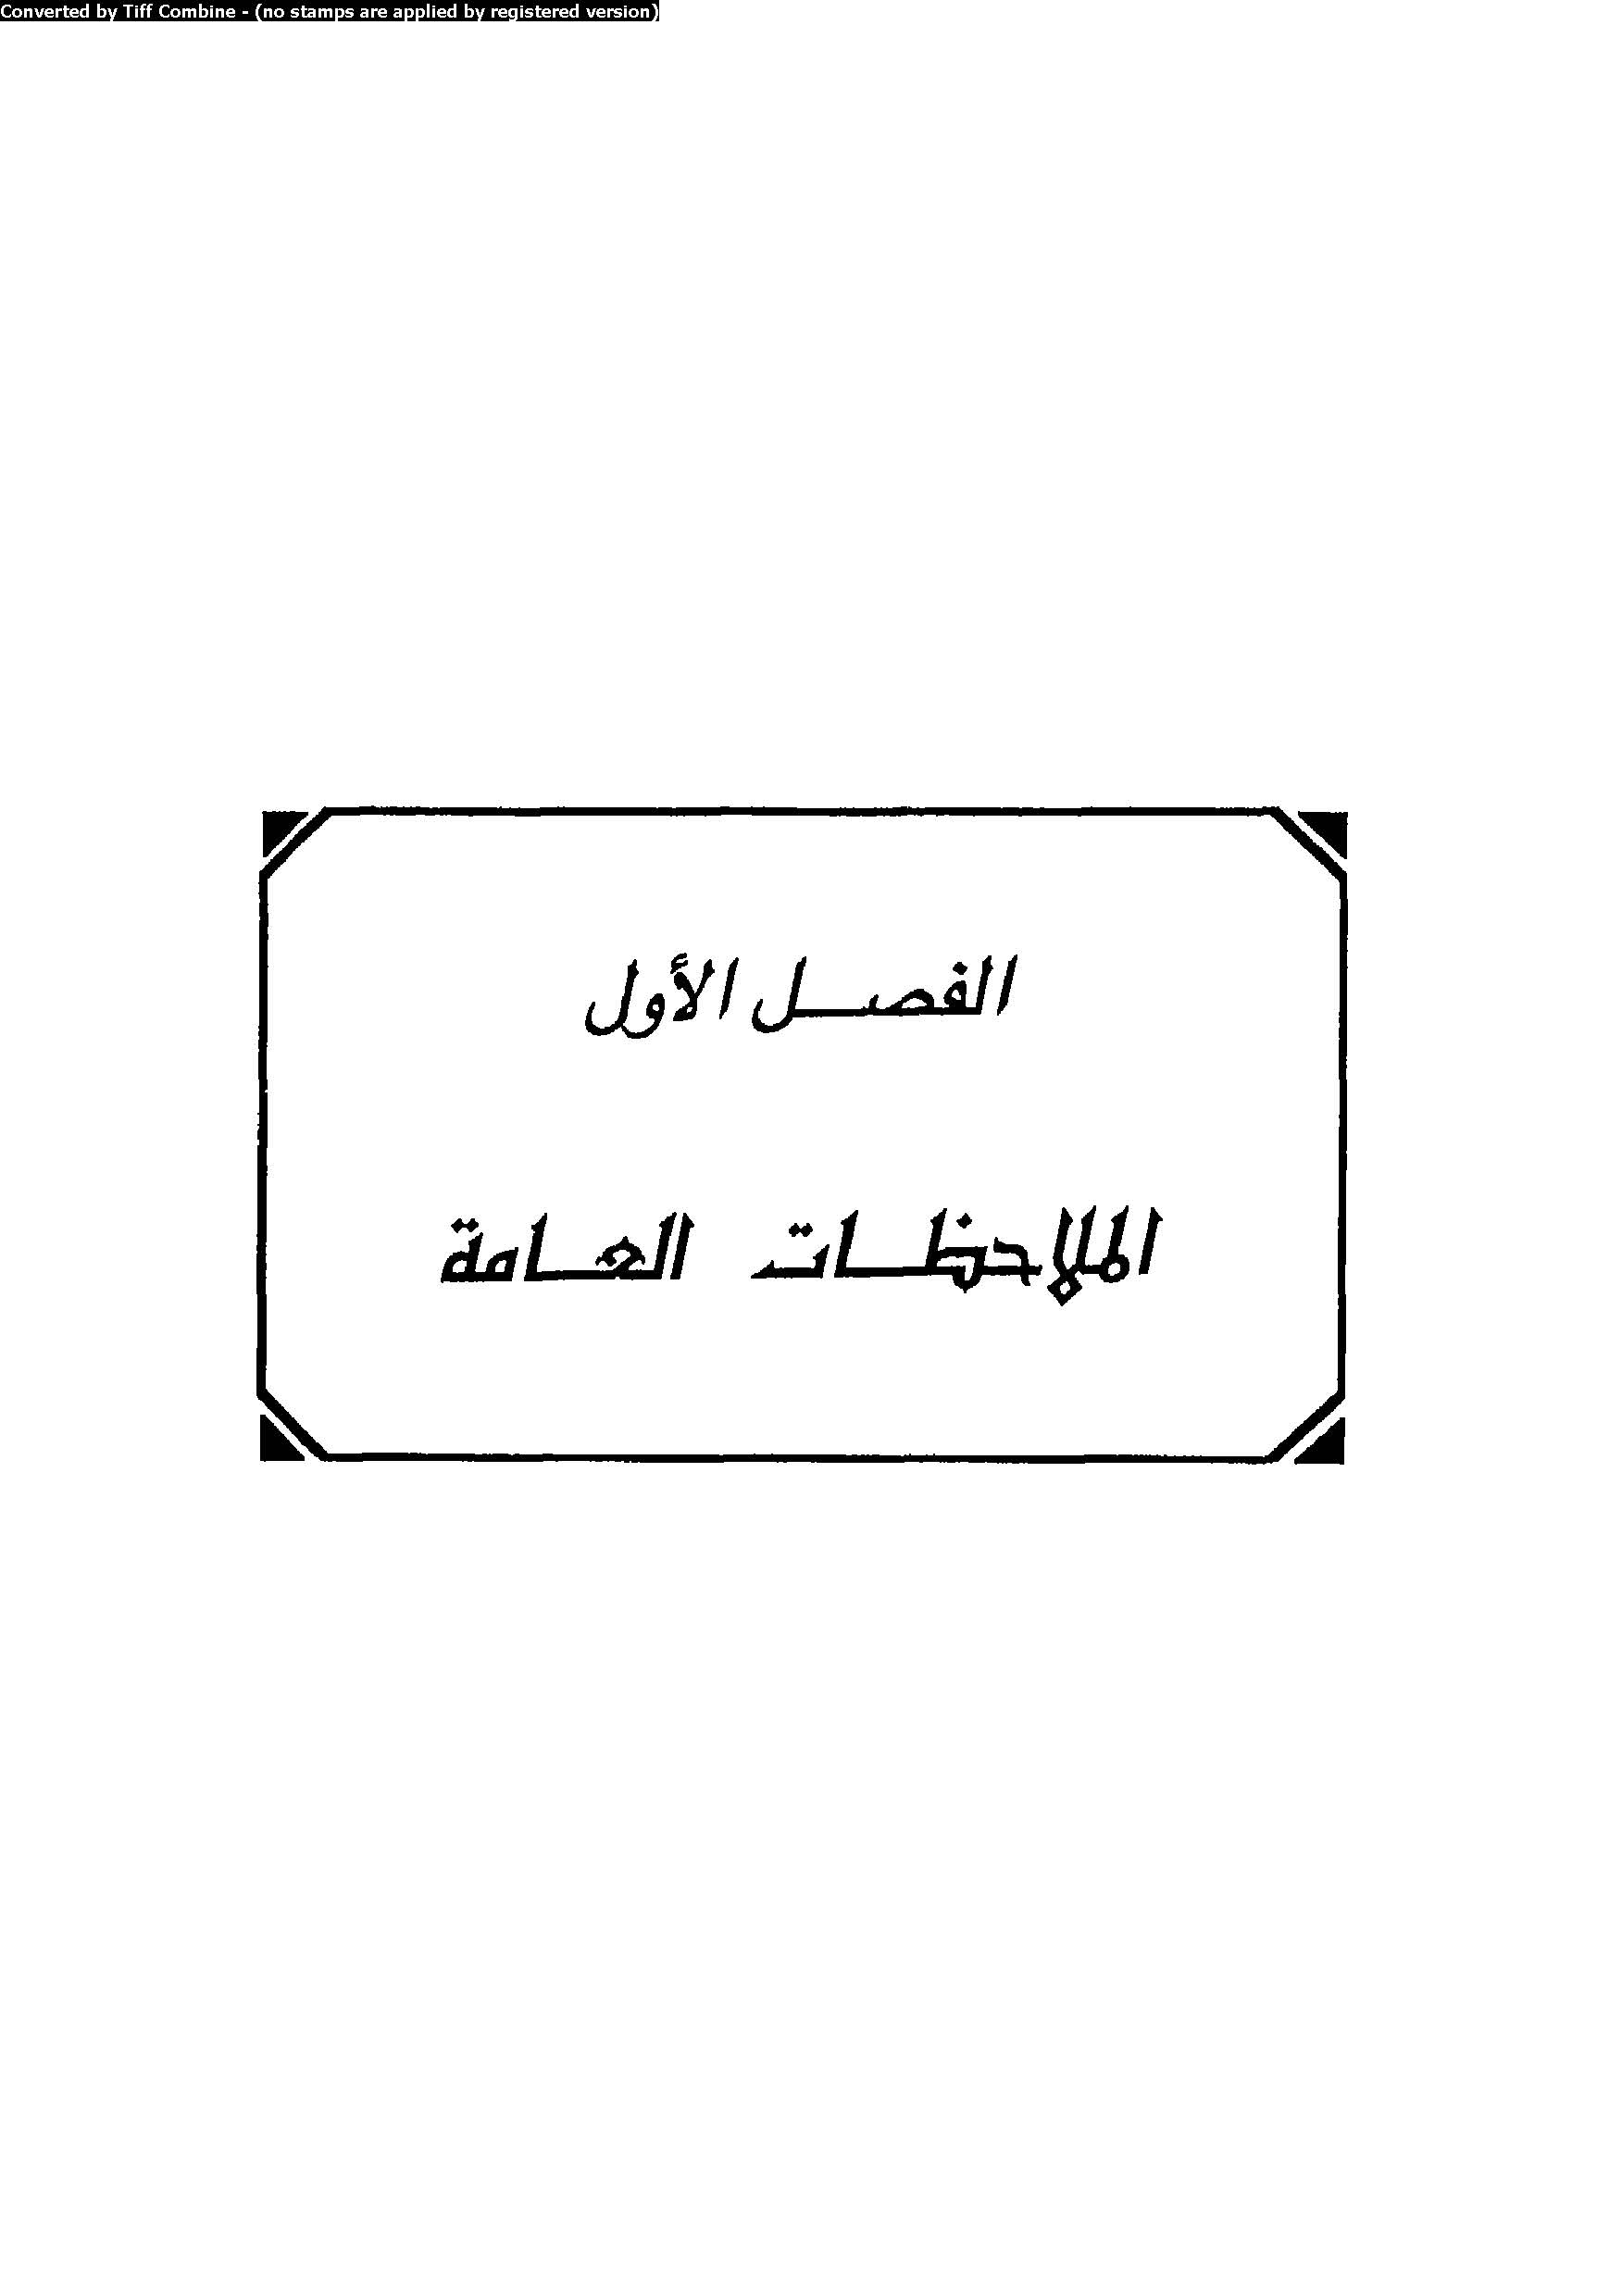 Converted by Tiff Combine - (no stamps are applied by registered version)
الفصل الأول
الملاحظات العامة